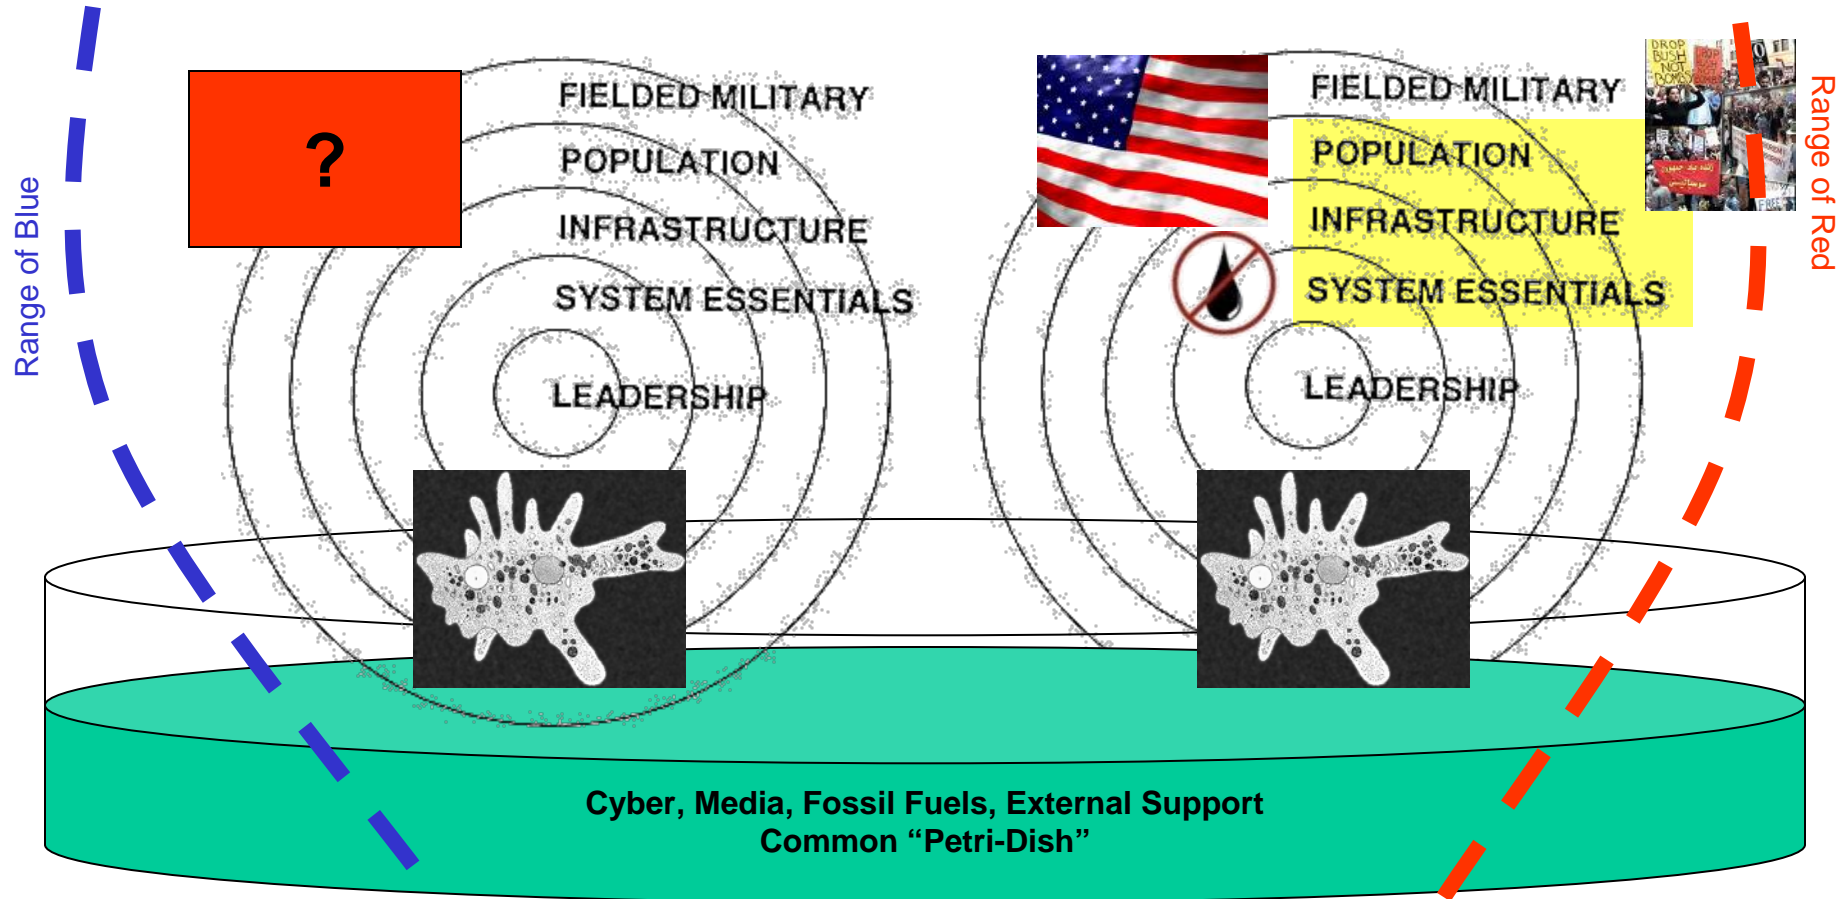 Range of Blue
?
FIELDED MILITARY
POPULATION
INFRASTRUCTURE
SYSTEM ESSENTIALS
LEADERSHIP
FIELDED MILITARY
POPULATION
INFRASTRUCTURE
SYSTEM ESSENTIALS
LEADERSHIP
DROP
BUSH
NOT
BOMBS
FREE
Range of Red
Cyber, Media, Fossil Fuels, External Support
Common “Petri-Dish”